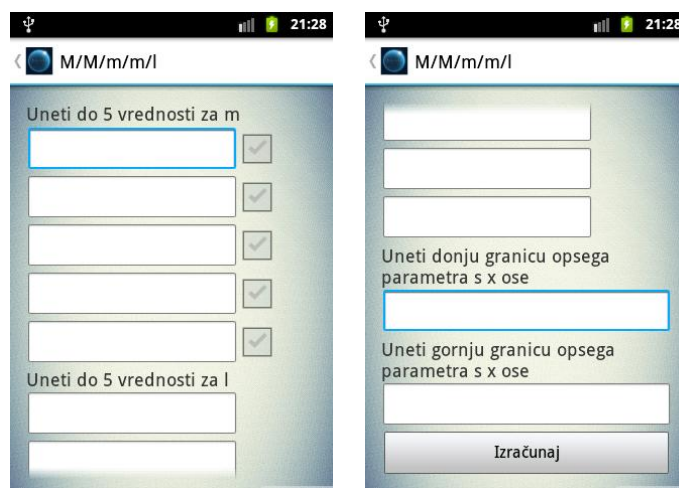 21:28
M/M/m/m/l
Uneti do 5 vrednosti za m
Uneti do 5 vrednosti za l
21:28
M/M/m/m/l
Uneti donju granicu opsega
parametra s x ose
Uneti gornju granicu opsega
parametra s x ose
Izračunaj